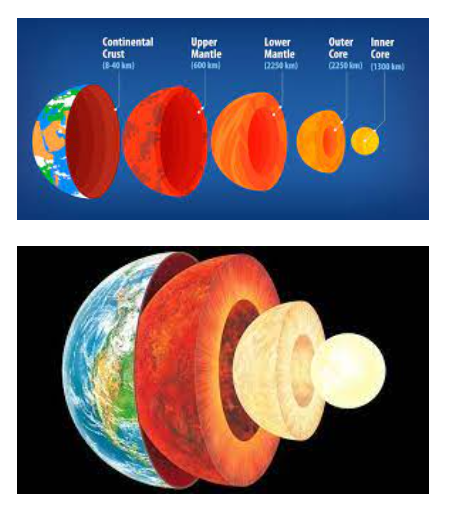 Continental
Crust
(0-40 km)
Upper
Mantle
(600 km)
Lower
Mantle
(2250 km)
Outer
Core
(2250 km)
Inner
Core
(1300 km)